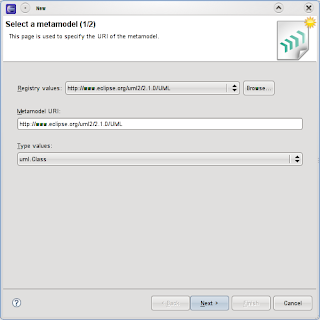 New
Select a metamodel (1/2)
This page is used to specify the URI of the metamodel.
Registry values: http://www.eclipse.org/uml2/2.1.0/UML Browse...
Metamodel URI:
http://www.eclipse.org/uml2/2.1.0/UML
Type values:
uml.Class
< Back Next > Finish Cancel